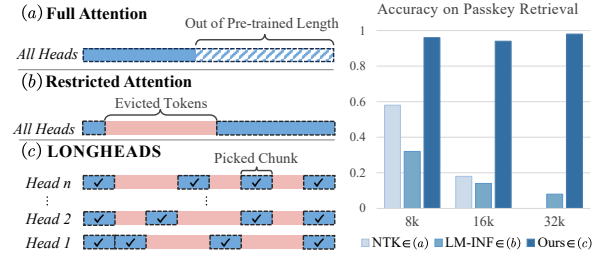 (a) Full Attention
Out of Pre-trained Length
All Heads
(b) Restricted Attention
Evicted Tokens
All Heads
(c) LONGHEADS
Picked Chunk
Head n
⋮ ⋮
Head 2
Head 1
Accuracy on Passkey Retrieval
1
0.8
0.6
0.4
0.2
0
8k 16k 32k
NTK∈(a) LM-INF∈(b) Ours∈(c)